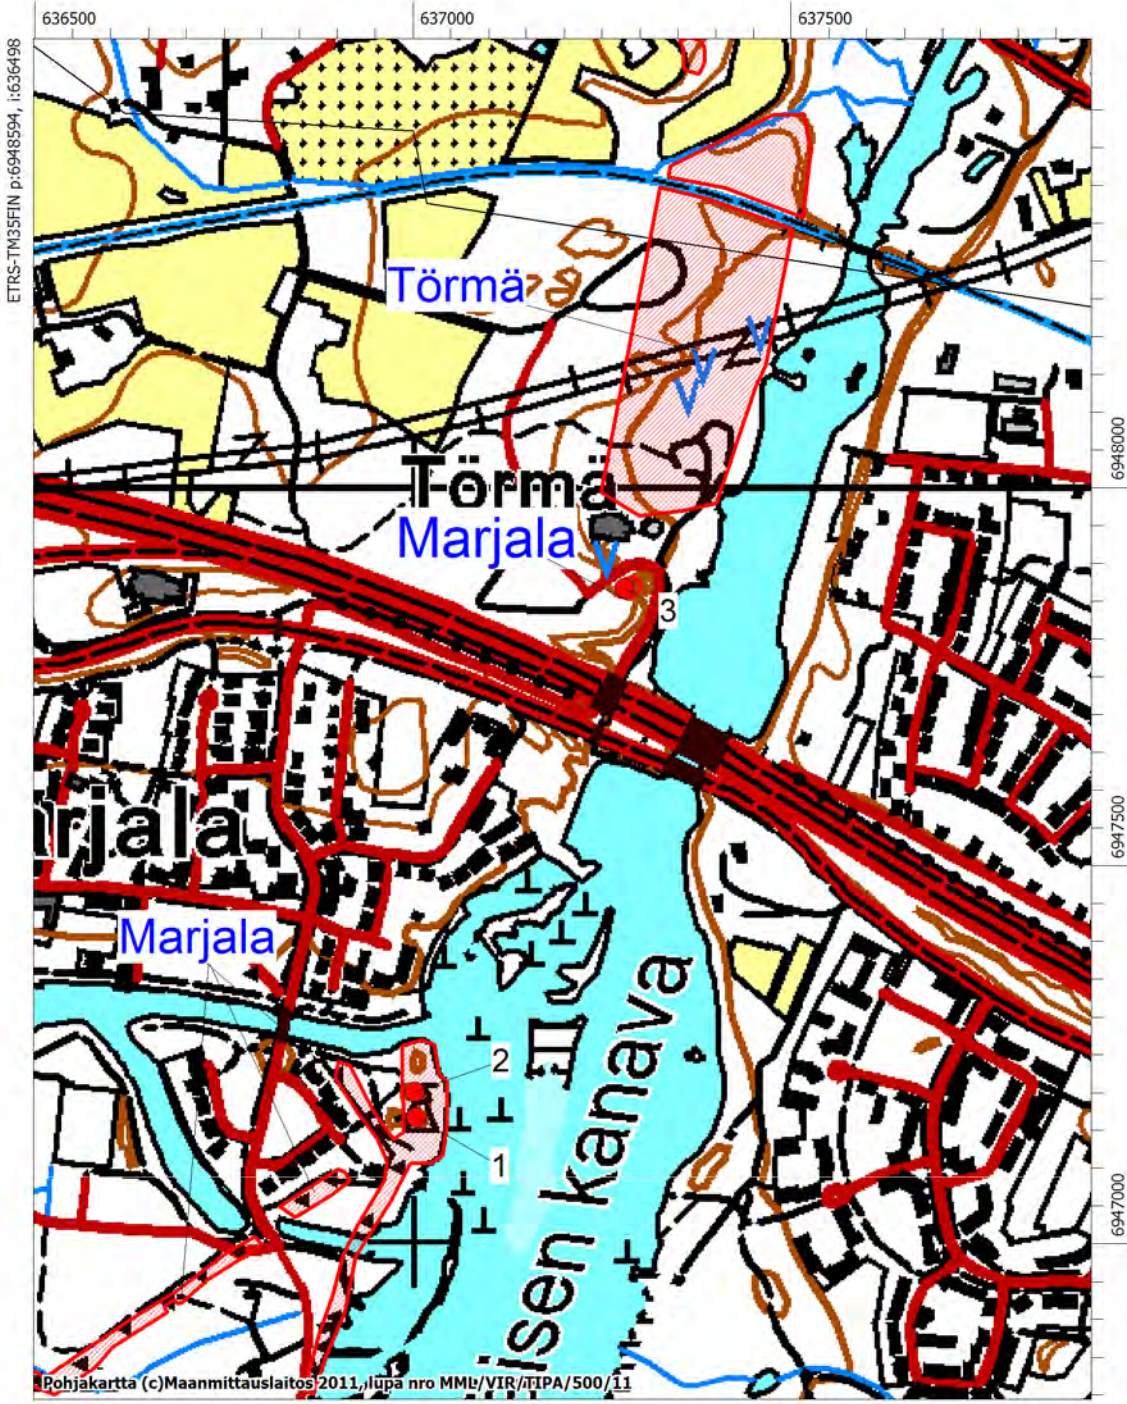 636500
637000
637500
ETRS-TM35FIN p:6948594, i:636498
Törmä
6948000
Törmä
Marjala
3
6947500
arjala
Marjala
isen kanava
2
1
6947000
Pohjakartta (c)Maanmittauslaitos 2011, lupa nro MML/VIR/TIPA/500/11